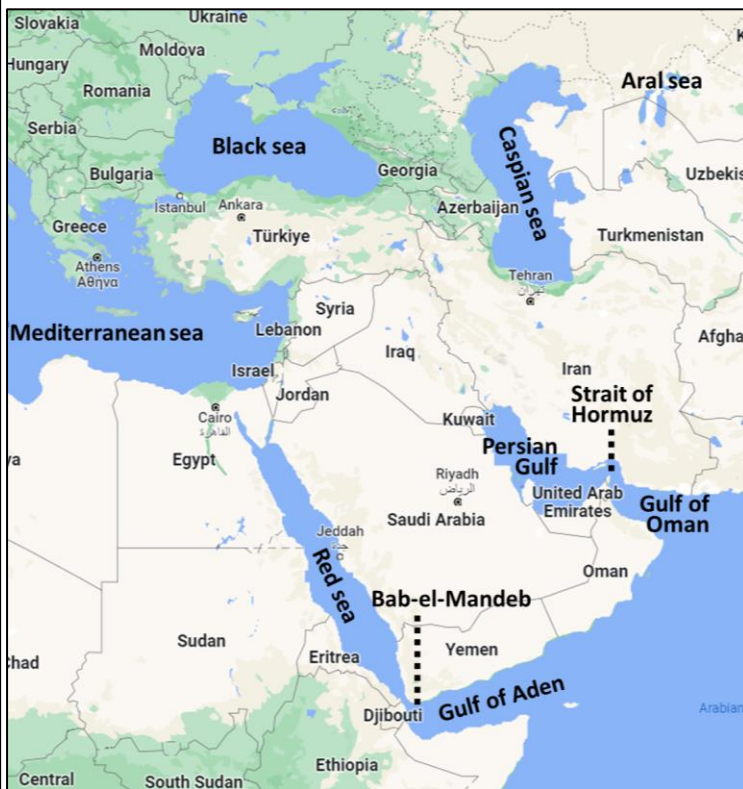 Slovakia
Ukraine
Moldova
Hungary
Romania
Aral sea
Serbia
Black sea
Caspian sea
Bulgaria
Georgia
Uzbekis
İstanbul
Ankara
Azerbaijan
Greece
Türkiye
Turkmenistan
Athens
Αθήνα
Tehran
تهران
Mediterranean sea
Syria
Lebanon
Afgha
Iraq
Iran
Israel
Jordan
Strait of
Hormuz
Cairo
القاهرة
Kuwait
Persian
Gulf
ya
Egypt
Riyadh
الرياض
United Arab
Emirates
Gulf of
Oman
Saudi Arabia
Jeddah
جدة
Red sea
Oman
Bab-el-Mandeb
Sudan
Chad
Eritrea
Yemen
Gulf of Aden
Djibouti
Arabian
Ethiopia
Central
South Sudan